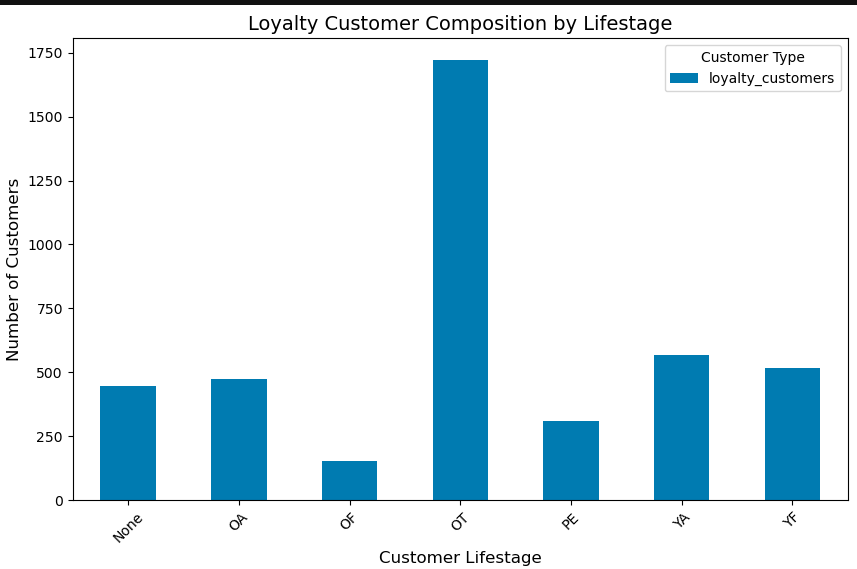 Loyalty Customer Composition by Lifestage
Customer Type
loyalty_customers
Number of Customers
1750
1500
1250
1000
750
500
250
0
None
OA
OF
OT
PE
YA
YF
Customer Lifestage